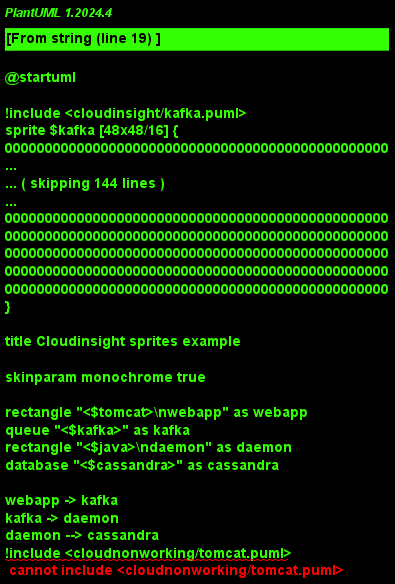 PlantUML 1.2024.4
[From string (line 19) ]
@startuml
!include <cloudinsight/kafka.puml>
sprite $kafka [48x48/16] {
000000000000000000000000000000000000000000000000
...
... ( skipping 144 lines )
...
000000000000000000000000000000000000000000000000
000000000000000000000000000000000000000000000000
000000000000000000000000000000000000000000000000
000000000000000000000000000000000000000000000000
000000000000000000000000000000000000000000000000
}
title Cloudinsight sprites example
skinparam monochrome true
rectangle "<$tomcat>\nwebapp" as webapp
queue "<$kafka>" as kafka
rectangle "<$java>\ndaemon" as daemon
database "<$cassandra>" as cassandra
webapp -> kafka
kafka -> daemon
daemon --> cassandra
!include <cloudnonworking/tomcat.puml>
cannot include <cloudnonworking/tomcat.puml>